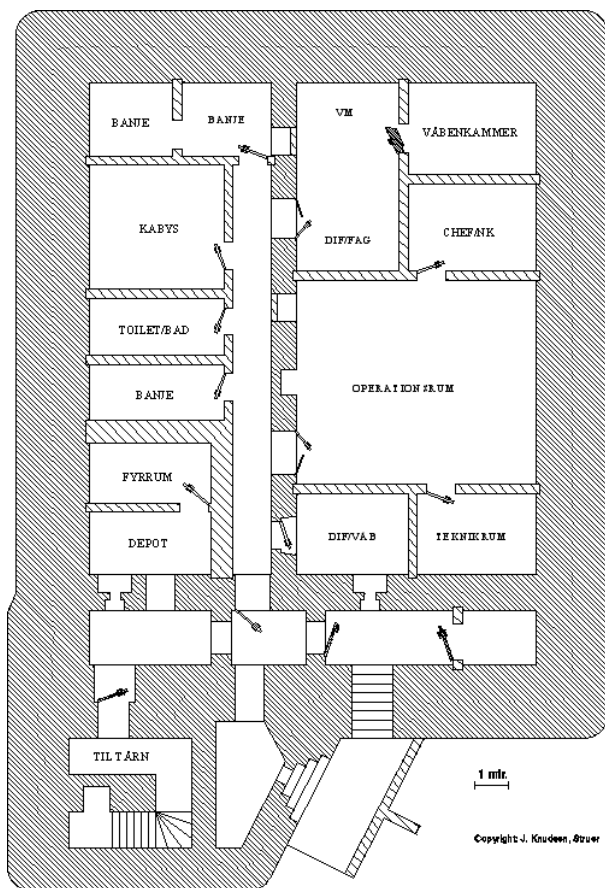 BANJE
BANJE
VM
VÅBENKAMMER
KABYS
DIF/FAG
CHEF/NK
TOILET/BAD
BANJE
OPERATIONSRUM
FYRRUM
DEPOT
DIF/VAB
TEKNIKRUM
TIL TÅRN
1 mtr.
Copyright: J. Knudsen, Struer